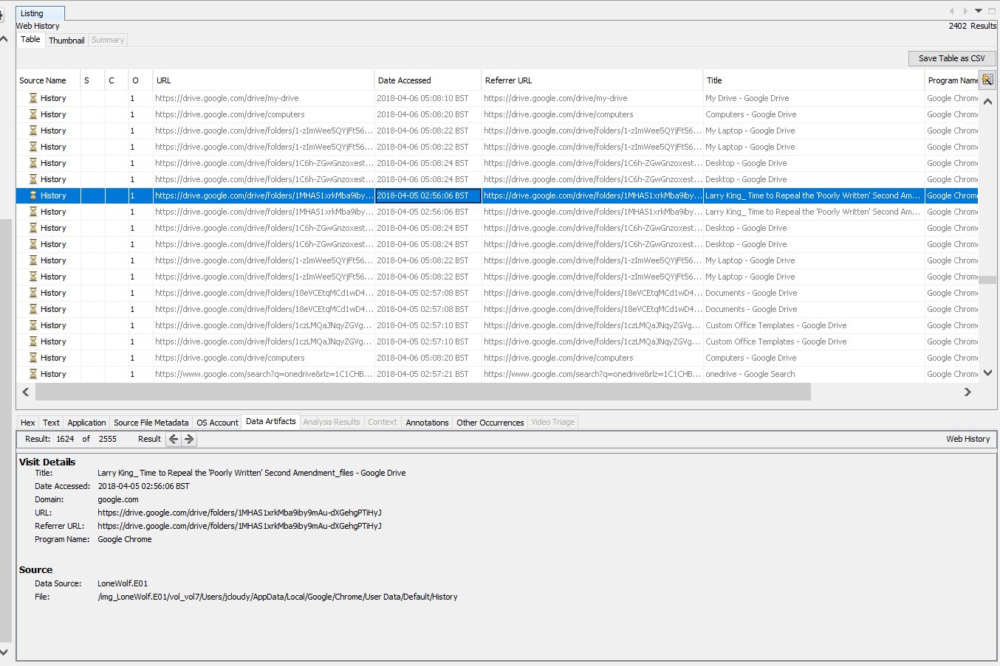 Listing
Web History
2402 Results
Table Thumbnail Summary
Save Table as CSV
Source Name S C O URL Date Accessed Referrer URL Title Program Name
History 1 https://drive.google.com/drive/my-drive 2018-04-06 05:08:10 BST https://drive.google.com/drive/my-drive My Drive - Google Drive Google Chrom
History 1 https://drive.google.com/drive/computers 2018-04-06 05:08:20 BST https://drive.google.com/drive/computers Computers - Google Drive Google Chrom
History 1 https://drive.google.com/drive/folders/1-zImWee5QYjFt56... 2018-04-06 05:08:22 BST https://drive.google.com/drive/folders/1-zImWee5QYjFt56... My Laptop - Google Drive Google Chrom
History 1 https://drive.google.com/drive/folders/1-zImWee5QYjFt56... 2018-04-06 05:08:22 BST https://drive.google.com/drive/folders/1-zImWee5QYjFt56... My Laptop - Google Drive Google Chrom
History 1 https://drive.google.com/drive/folders/1C6h-ZGwGnzoxest... 2018-04-06 05:08:24 BST https://drive.google.com/drive/folders/1C6h-ZGwGnzoxest... Desktop - Google Drive Google Chrom
History 1 https://drive.google.com/drive/folders/1C6h-ZGwGnzoxest... 2018-04-06 05:08:24 BST https://drive.google.com/drive/folders/1C6h-ZGwGnzoxest... Desktop - Google Drive Google Chrom
History 1 https://drive.google.com/drive/folders/1MHAS1xrkMba9iby... 2018-04-05 02:56:06 BST https://drive.google.com/drive/folders/1MHAS1xrkMba9iby... Larry King_ Time to Repeal the 'Poorly Written' Second Am... Google Chrom
History 1 https://drive.google.com/drive/folders/1MHAS1xrkMba9iby... 2018-04-05 02:56:06 BST https://drive.google.com/drive/folders/1MHAS1xrkMba9iby... Larry King_ Time to Repeal the 'Poorly Written' Second Am... Google Chrom
History 1 https://drive.google.com/drive/folders/1C6h-ZGwGnzoxest... 2018-04-06 05:08:24 BST https://drive.google.com/drive/folders/1C6h-ZGwGnzoxest... Desktop - Google Drive Google Chrom
History 1 https://drive.google.com/drive/folders/1C6h-ZGwGnzoxest... 2018-04-06 05:08:24 BST https://drive.google.com/drive/folders/1C6h-ZGwGnzoxest... Desktop - Google Drive Google Chrom
History 1 https://drive.google.com/drive/folders/1-zImWee5QYjFt56... 2018-04-06 05:08:22 BST https://drive.google.com/drive/folders/1-zImWee5QYjFt56... My Laptop - Google Drive Google Chrom
History 1 https://drive.google.com/drive/folders/1-zImWee5QYjFt56... 2018-04-06 05:08:22 BST https://drive.google.com/drive/folders/1-zImWee5QYjFt56... My Laptop - Google Drive Google Chrom
History 1 https://drive.google.com/drive/folders/18eVCEtqMCd1wD4... 2018-04-05 02:57:08 BST https://drive.google.com/drive/folders/18eVCEtqMCd1wD4... Documents - Google Drive Google Chrom
History 1 https://drive.google.com/drive/folders/18eVCEtqMCd1wD4... 2018-04-05 02:57:08 BST https://drive.google.com/drive/folders/18eVCEtqMCd1wD4... Documents - Google Drive Google Chrom
History 1 https://drive.google.com/drive/folders/1czLMQaJNqyZGVg... 2018-04-05 02:57:10 BST https://drive.google.com/drive/folders/1czLMQaJNqyZGVg... Custom Office Templates - Google Drive Google Chrom
History 1 https://drive.google.com/drive/folders/1czLMQaJNqyZGVg... 2018-04-05 02:57:10 BST https://drive.google.com/drive/folders/1czLMQaJNqyZGVg... Custom Office Templates - Google Drive Google Chrom
History 1 https://drive.google.com/drive/computers 2018-04-06 05:08:20 BST https://drive.google.com/drive/computers Computers - Google Drive Google Chrom
History 1 https://www.google.com/search?q=onedrive&rlz=1C1CHB... 2018-04-05 02:57:21 BST https://www.google.com/search?q=onedrive&rlz=1C1CHB... onedrive - Google Search Google Chrom
Hex Text Application Source File Metadata OS Account Data Artifacts Analysis Results Context Annotations Other Occurrences Video Triage
Result: 1624 of 2555 Result Web History
Visit Details
Title: Larry King_ Time to Repeal the 'Poorly Written' Second Amendment_files - Google Drive
Date Accessed: 2018-04-05 02:56:06 BST
Domain: google.com
URL: https://drive.google.com/drive/folders/1MHAS1xrkMba9iby9mAu-dXGehgPTiHyJ
Referrer URL: https://drive.google.com/drive/folders/1MHAS1xrkMba9iby9mAu-dXGehgPTiHyJ
Program Name: Google Chrome
Source
Data Source: LoneWolf.E01
File: /img_LoneWolf.E01/vol_vol7/Users/jcloudy/AppData/Local/Google/Chrome/User Data/Default/History